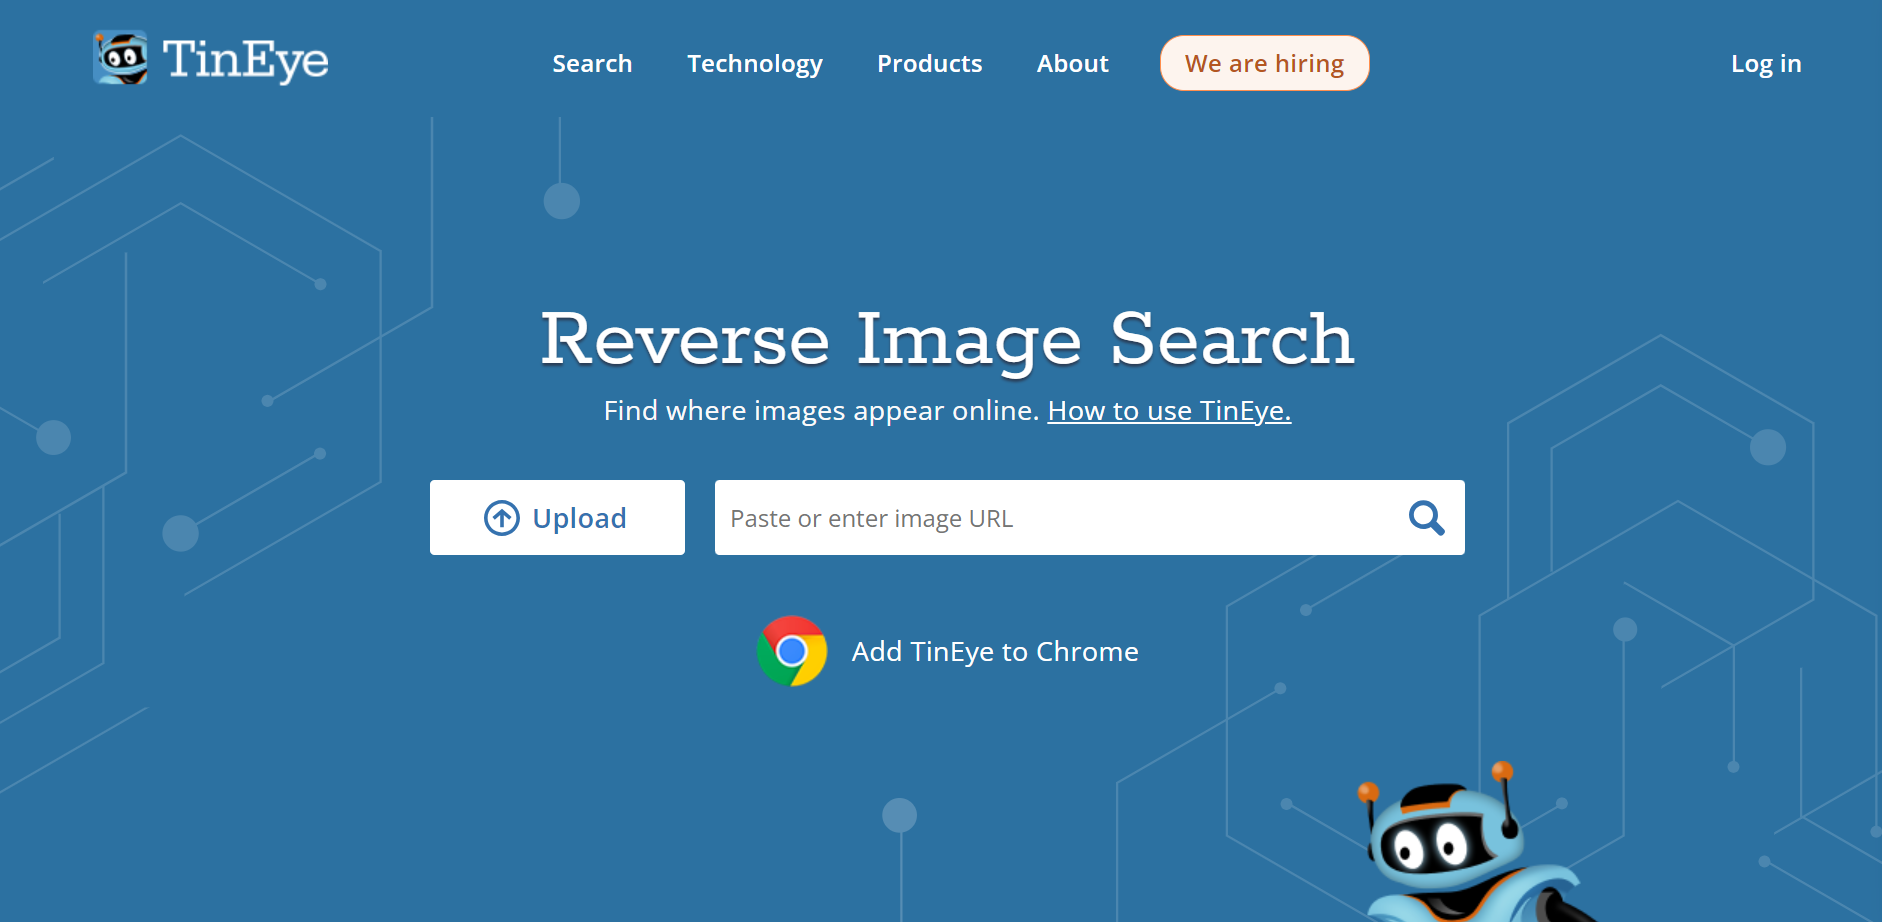 TinEye
Search
Technology
Products
About
We are hiring
Log in
Reverse Image Search
Find where images appear online. How to use TinEye.
Upload
Paste or enter image URL
Add TinEye to Chrome